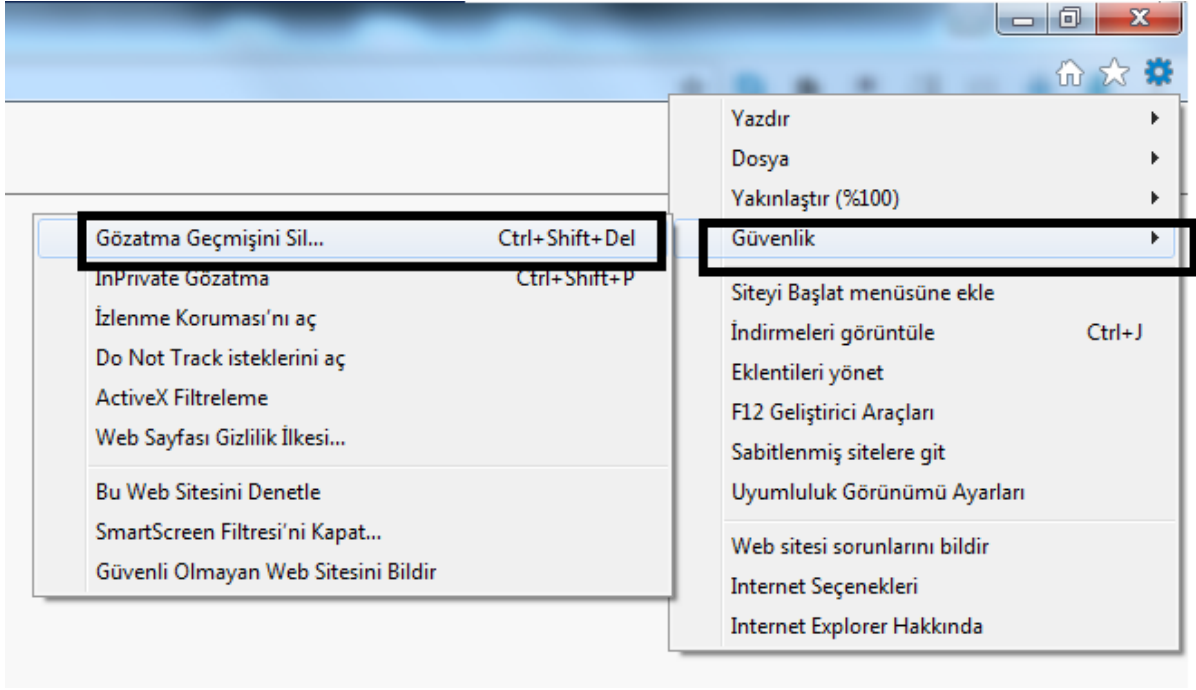 Yazdır
Dosya
Yakınlaştır (%100)
Güvenlik
Siteyi Başlat menüsüne ekle
İndirmeleri görüntüle Ctrl+J
Eklentileri yönet
F12 Geliştirici Araçları
Sabitlenmiş sitelere git
Uyumluluk Görünümü Ayarları
Web sitesi sorunlarını bildir
Internet Seçenekleri
Internet Explorer Hakkında
Gözatma Geçmişini Sil... Ctrl+Shift+Del
InPrivate Gözatma Ctrl+Shift+P
İzlenme Koruması'nı aç
Do Not Track isteklerini aç
ActiveX Filtreleme
Web Sayfası Gizlilik İlkesi...
Bu Web Sitesini Denetle
SmartScreen Filtresi'ni Kapat...
Güvenli Olmayan Web Sitesini Bildir